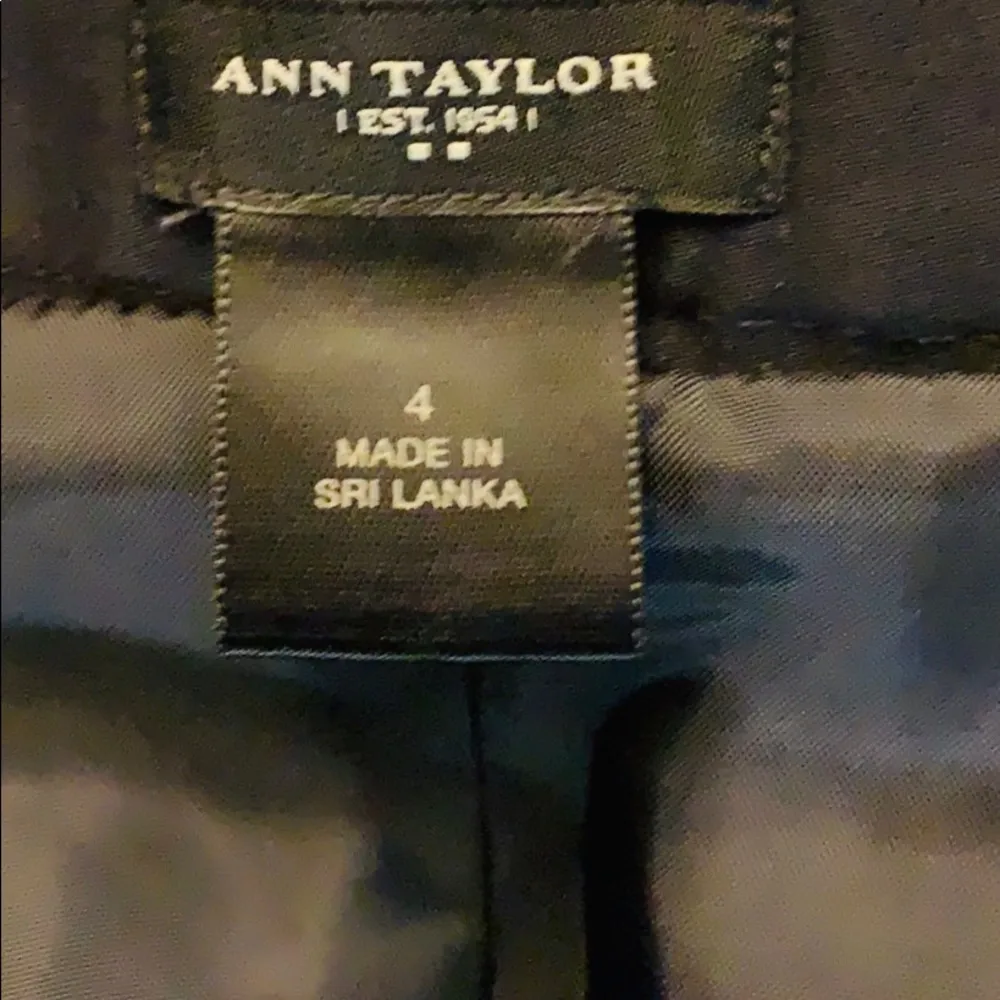 ANN TAYLOR
| EST. 1954 |
4
MADE IN
SRI LANKA